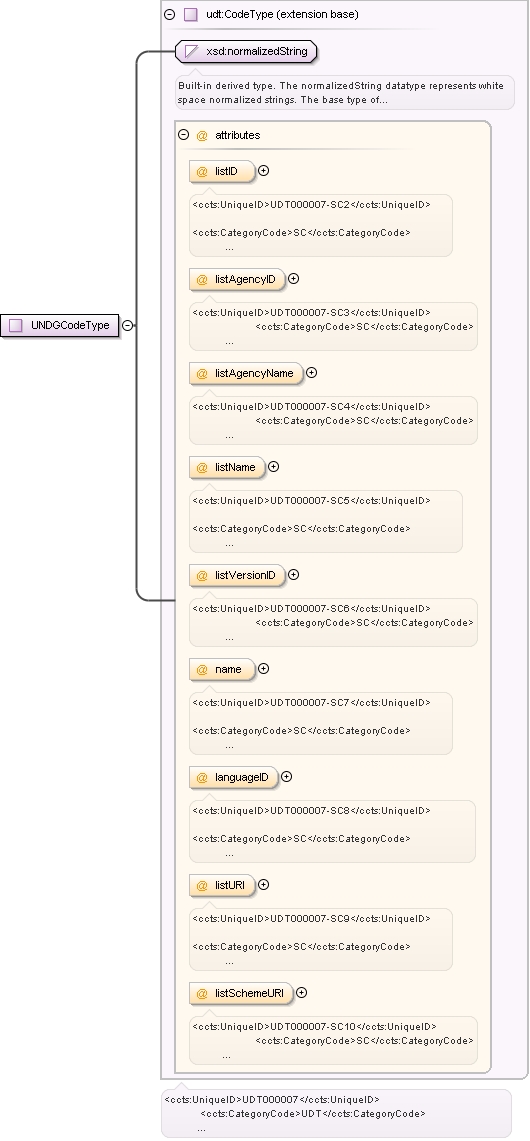 udt:CodeType (extension base)
xsd:normalizedString
Built-in derived type. The normalizedString datatype represents white
space normalized strings. The base type of...
@ attributes
@ listID
<ccts:UniqueID>UDT000007-SC2</ccts:UniqueID>
<ccts:CategoryCode>SC</ccts:CategoryCode>
...
@ listAgencyID
<ccts:UniqueID>UDT000007-SC3</ccts:UniqueID>
<ccts:CategoryCode>SC</ccts:CategoryCode>
...
UNDGCodeType
@ listAgencyName
<ccts:UniqueID>UDT000007-SC4</ccts:UniqueID>
<ccts:CategoryCode>SC</ccts:CategoryCode>
...
@ listName
<ccts:UniqueID>UDT000007-SC5</ccts:UniqueID>
<ccts:CategoryCode>SC</ccts:CategoryCode>
...
@ listVersionID
<ccts:UniqueID>UDT000007-SC6</ccts:UniqueID>
<ccts:CategoryCode>SC</ccts:CategoryCode>
...
@ name
<ccts:UniqueID>UDT000007-SC7</ccts:UniqueID>
<ccts:CategoryCode>SC</ccts:CategoryCode>
...
@ languageID
<ccts:UniqueID>UDT000007-SC8</ccts:UniqueID>
<ccts:CategoryCode>SC</ccts:CategoryCode>
...
@ listURI
<ccts:UniqueID>UDT000007-SC9</ccts:UniqueID>
<ccts:CategoryCode>SC</ccts:CategoryCode>
...
@ listSchemeURI
<ccts:UniqueID>UDT000007-SC10</ccts:UniqueID>
<ccts:CategoryCode>SC</ccts:CategoryCode>
...
<ccts:UniqueID>UDT000007</ccts:UniqueID>
<ccts:CategoryCode>UDT</ccts:CategoryCode>
...